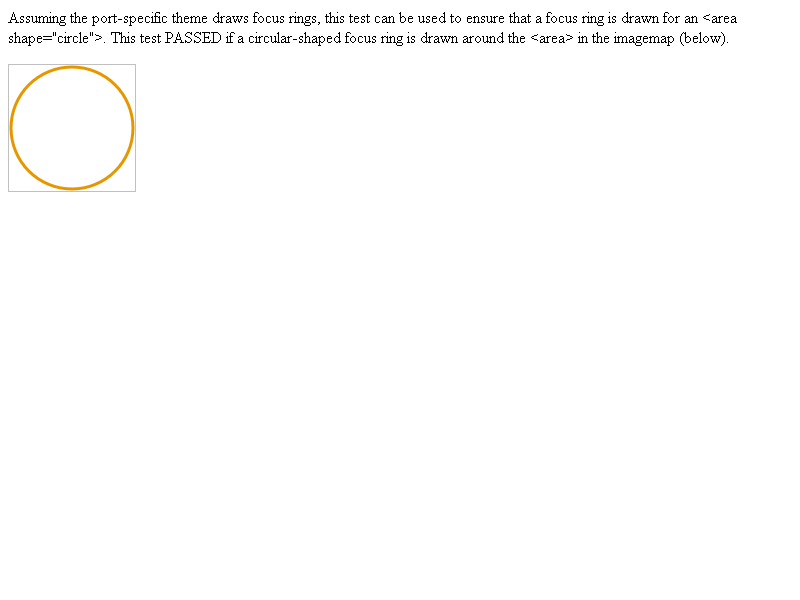 Assuming the port-specific theme draws focus rings, this test can be used to ensure that a focus ring is drawn for an <area
shape="circle">. This test PASSED if a circular-shaped focus ring is drawn around the <area> in the imagemap (below).